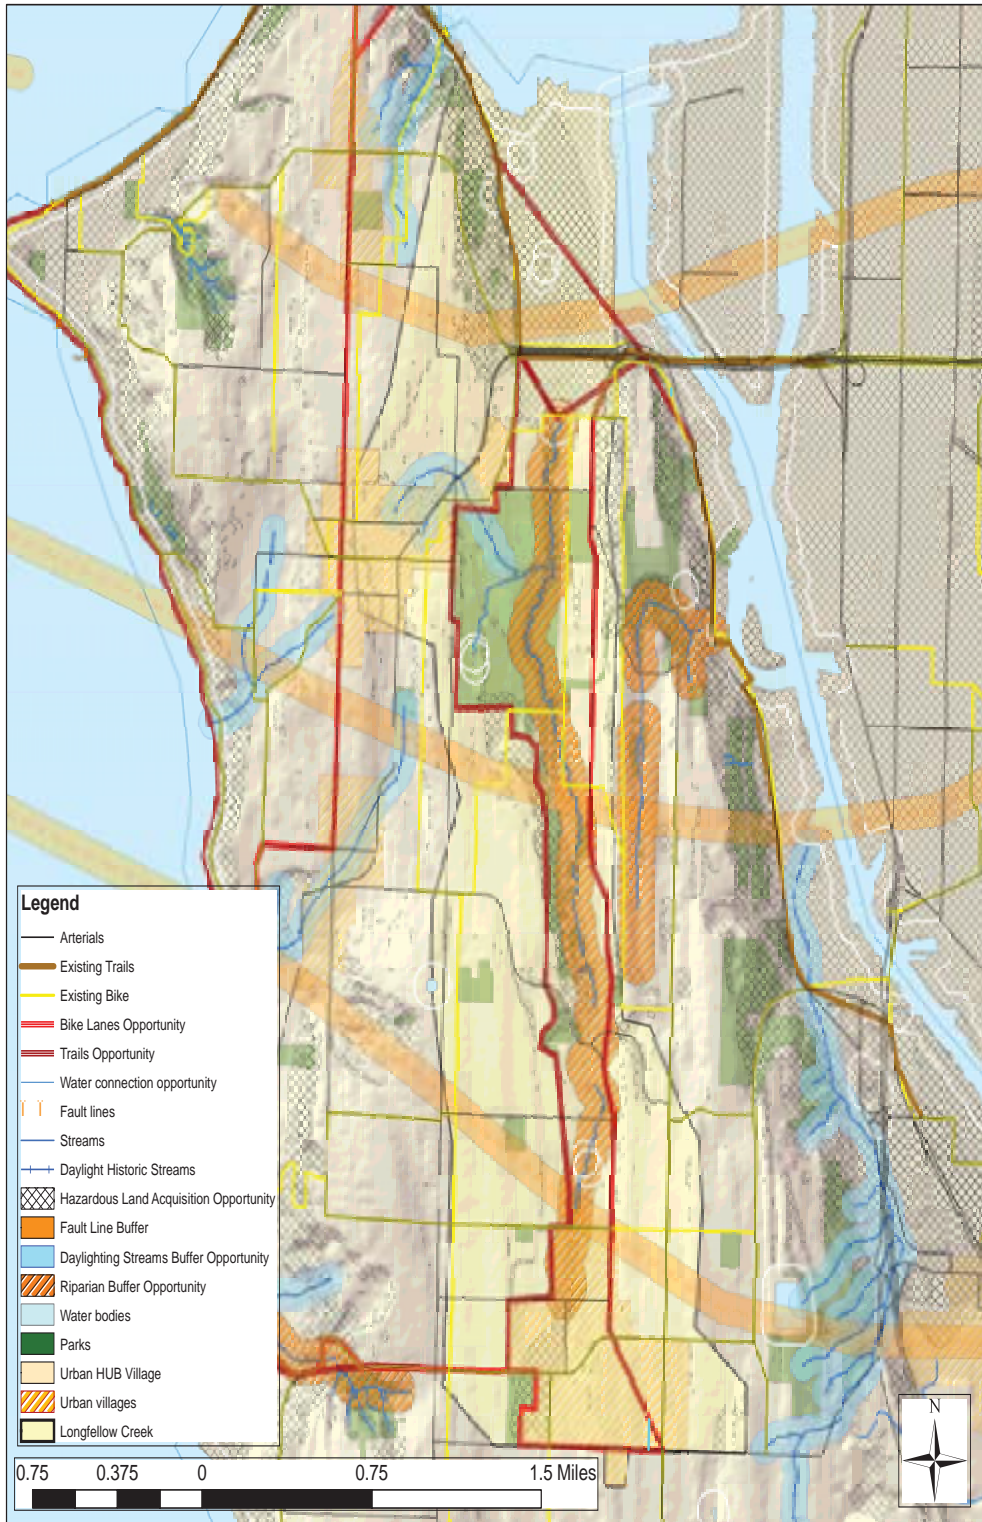 Legend
Arterials
Existing Trails
Existing Bike
Bike Lanes Opportunity
Trails Opportunity
Water connection opportunity
Fault lines
Streams
Daylight Historic Streams
Hazardous Land Acquisition Opportunity
Fault Line Buffer
Daylighting Streams Buffer Opportunity
Riparian Buffer Opportunity
Water bodies
Parks
Urban HUB Village
Urban villages
Longfellow Creek
N
0.75 0.375 0 0.75 1.5 Miles